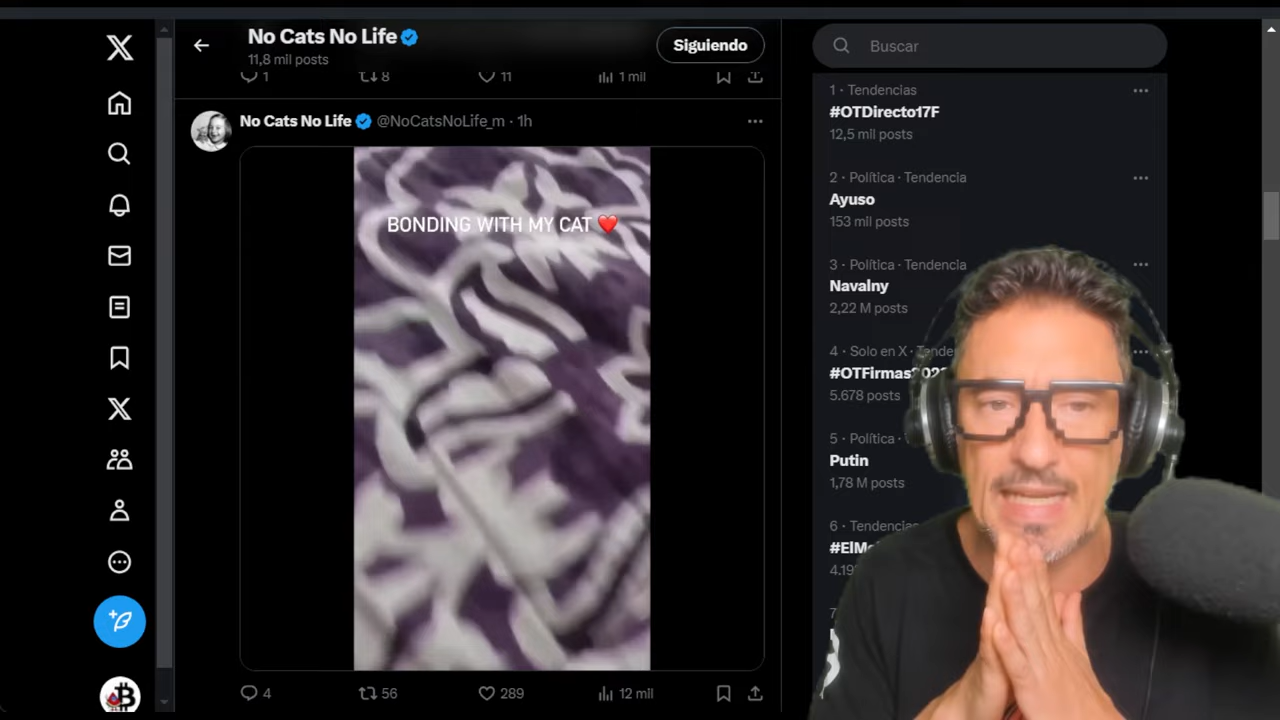 No Cats No Life
11,8 mil posts
Siguiendo
1
8
11
1 mil
No Cats No Life @NoCatsNoLife_m · 1h
BONDING WITH MY CAT ❤️
4
56
289
12 mil
Buscar
1 · Tendencias
#OTDirecto17F
12,5 mil posts
2 · Política · Tendencia
Ayuso
153 mil posts
3 · Política · Tendencia
Navalny
2,22 M posts
4 · Solo en X ·
5.678 posts
5 · Política ·
Putin
1,78 M posts
6 · Tendencias